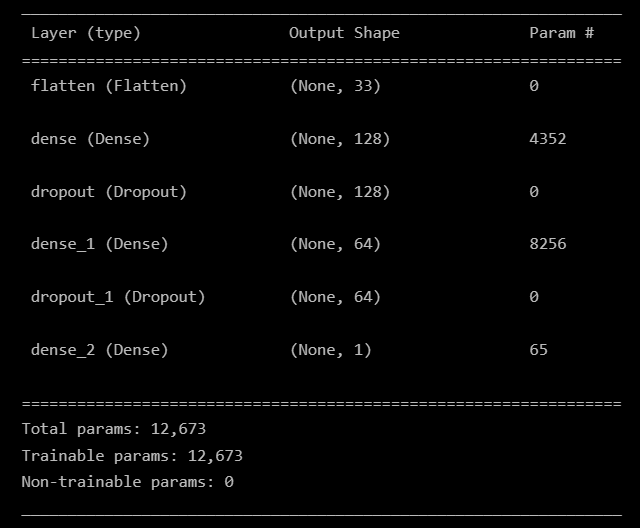 Layer (type) Output Shape Param #
=================================================================
flatten (Flatten) (None, 33) 0
dense (Dense) (None, 128) 4352
dropout (Dropout) (None, 128) 0
dense_1 (Dense) (None, 64) 8256
dropout_1 (Dropout) (None, 64) 0
dense_2 (Dense) (None, 1) 65
=================================================================
Total params: 12,673
Trainable params: 12,673
Non-trainable params: 0